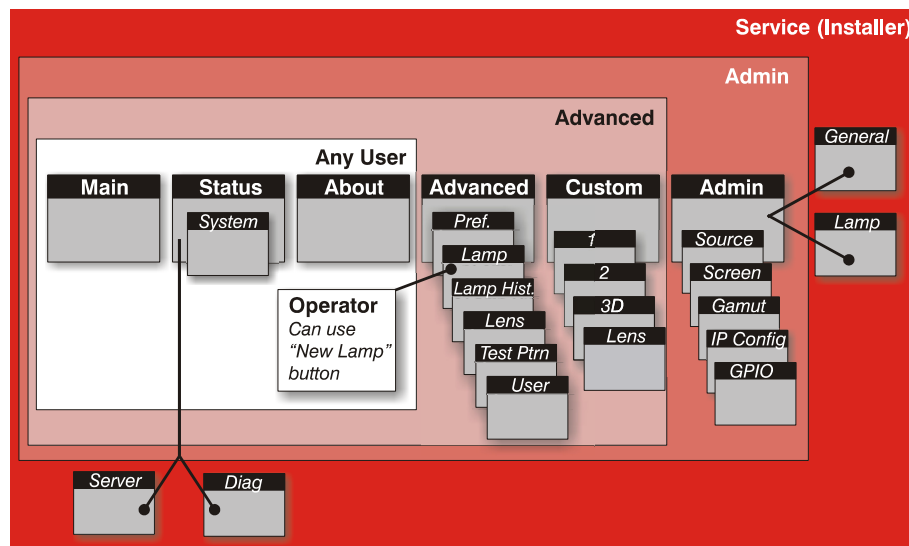 Service (Installer)
Admin
Advanced
Any User
Main
Status
System
About
Advanced
Pref.
Lamp
Lamp Hist.
Lens
Test Ptrn
User
Custom
1
2
3D
Lens
Admin
Source
Screen
Gamut
IP Config
GPIO
General
Lamp
Operator
Can use
“New Lamp”
button
Server
Diag